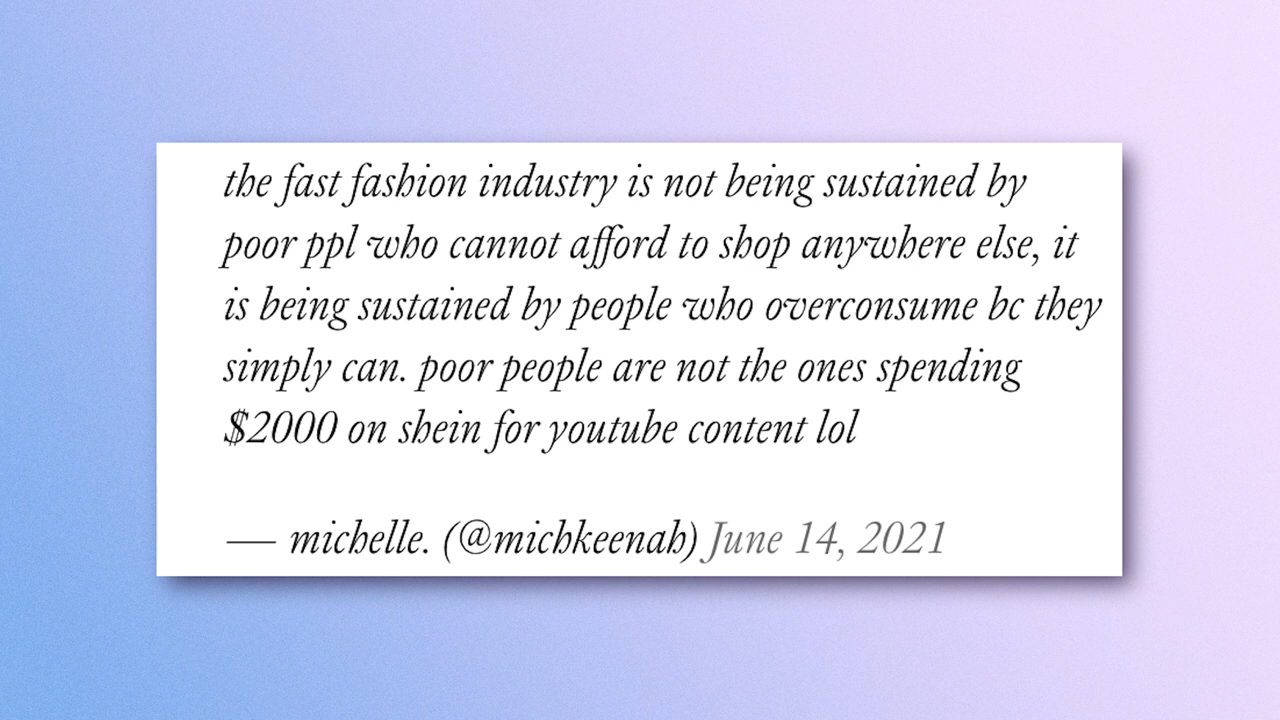 the fast fashion industry is not being sustained by
poor ppl who cannot afford to shop anywhere else, it
is being sustained by people who overconsume bc they
simply can. poor people are not the ones spending
$2000 on shein for youtube content lol
— michelle. (@michkeenah) June 14, 2021